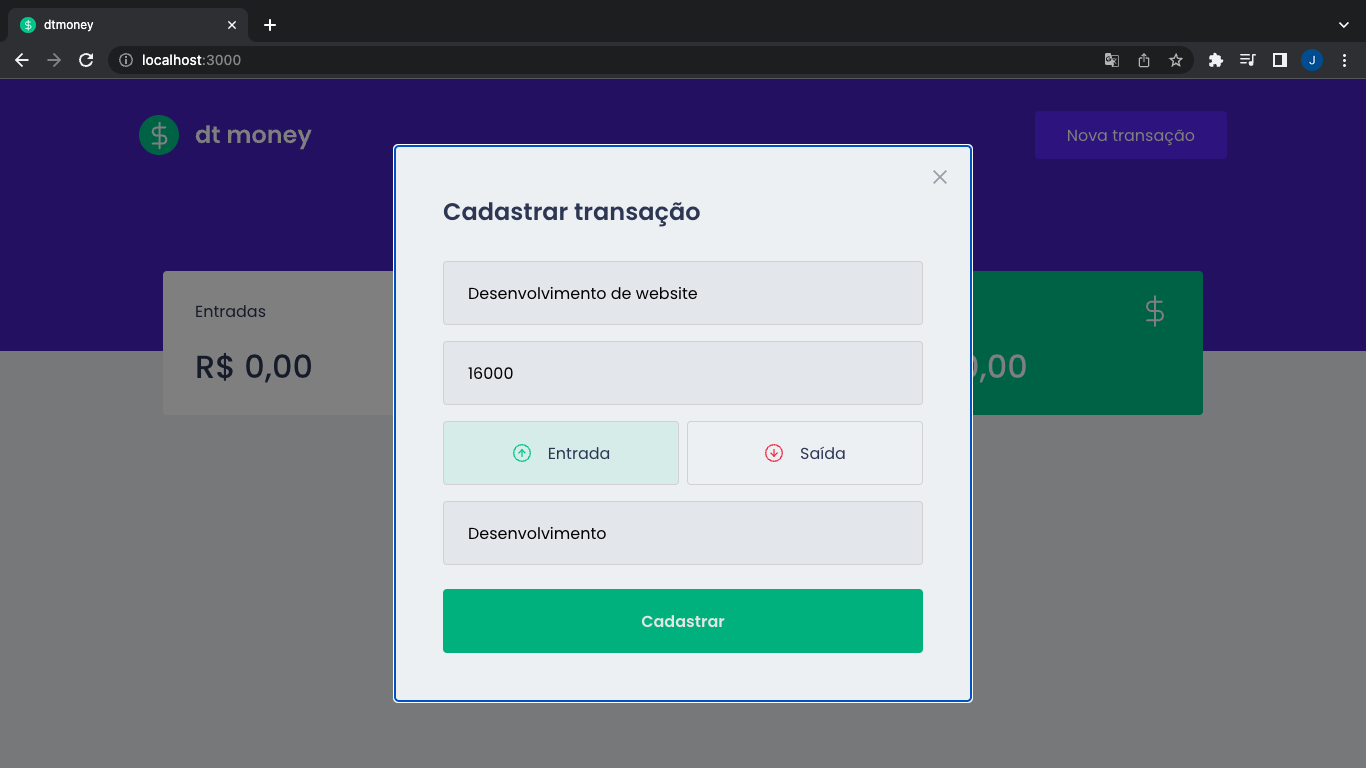 dtmoney
localhost:3000
J
dt money
Nova transação
Cadastrar transação
Entradas
R$ 0,00
0,00
Desenvolvimento de website
16000
Entrada
Saída
Desenvolvimento
Cadastrar